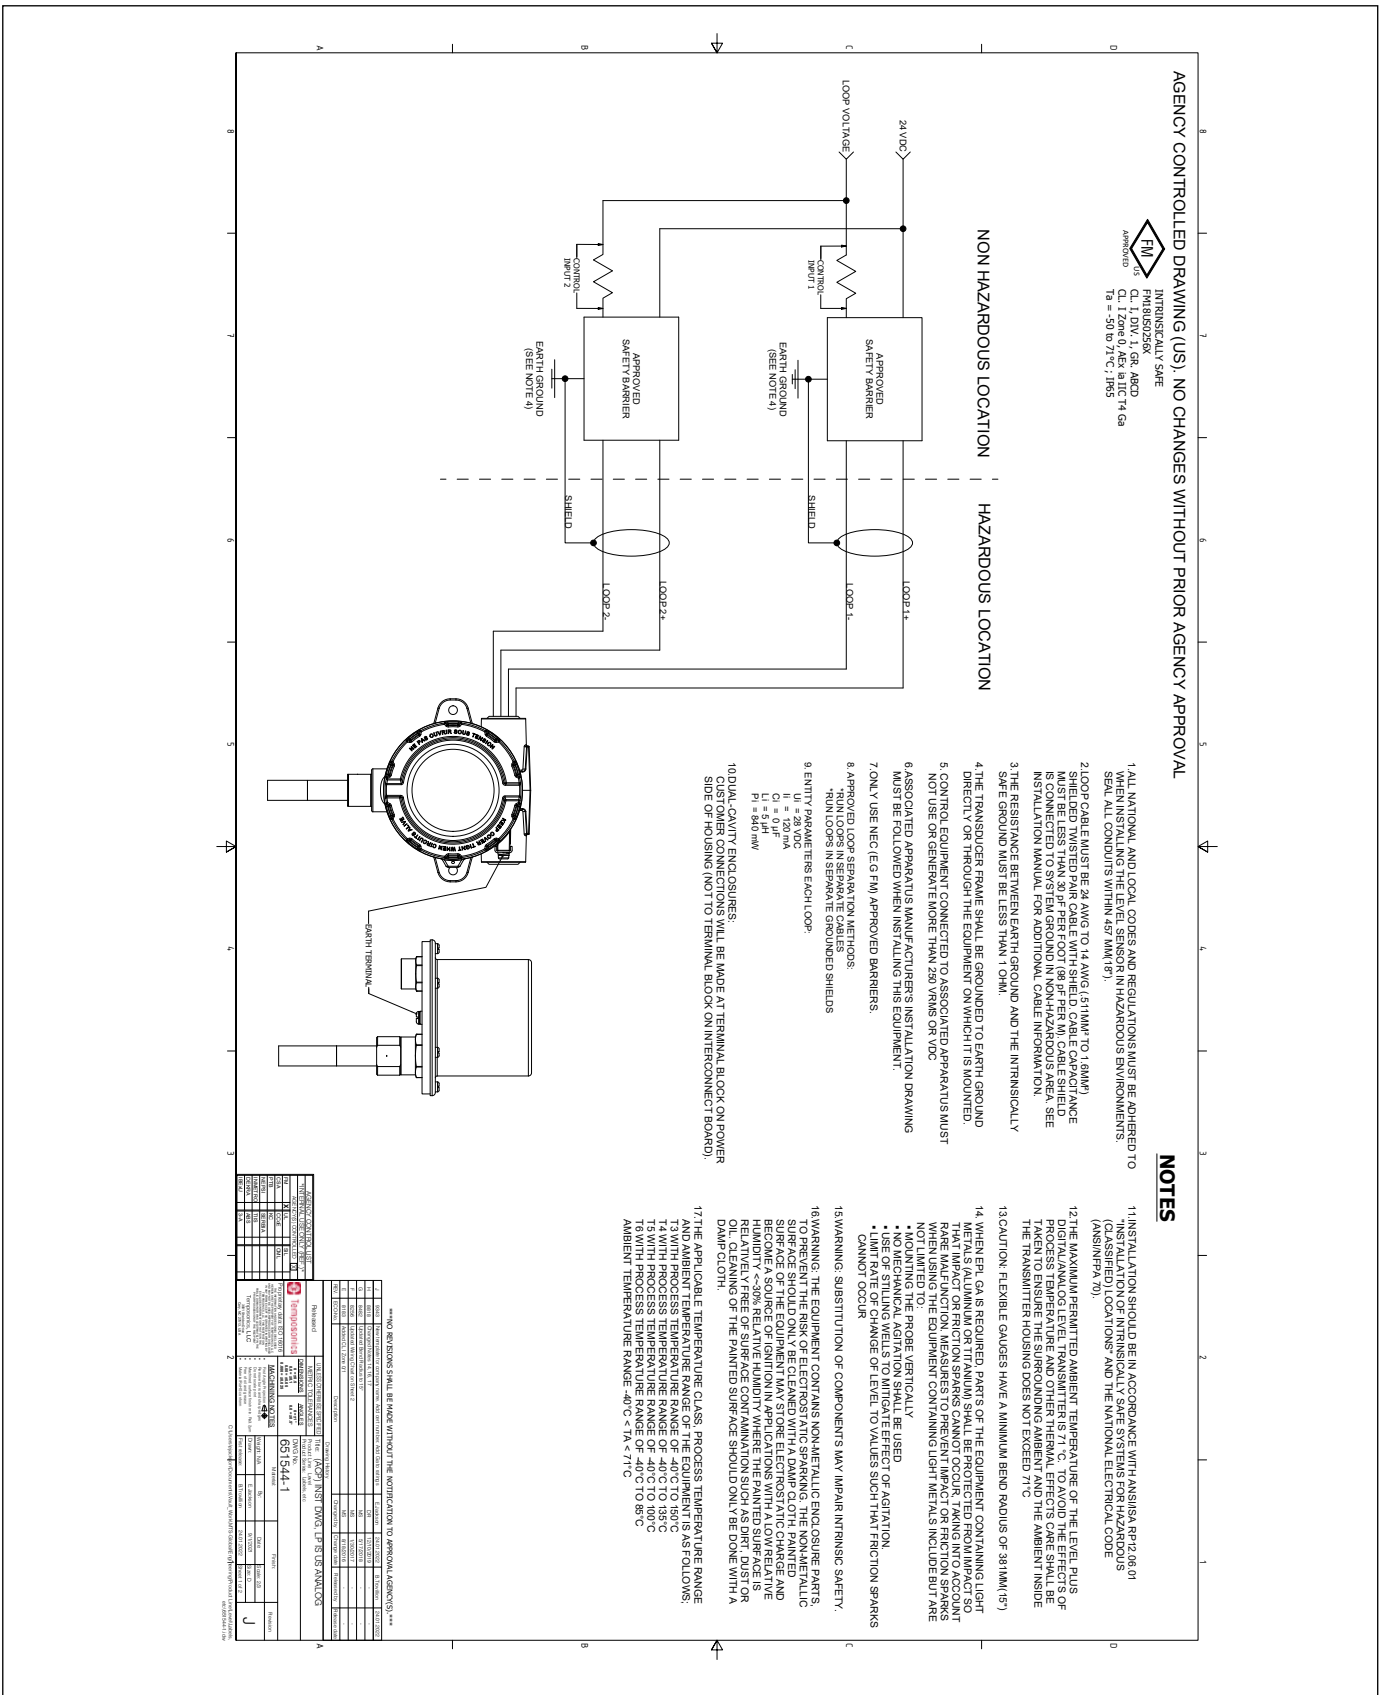 AGENCY CONTROLLED DRAWING (US). NO CHANGES WITHOUT PRIOR AGENCY APPROVAL
FM
US
APPROVED
INTRINSICALLY SAFE
FM18US0256X
CL. I, DIV. 1, GR. ABCD
CL. I Zone 0, AEx ia IIC T4 Ga
Ta = -50 to 71°C ; IP65
NON HAZARDOUS LOCATION
HAZARDOUS LOCATION
24 VDC
LOOP VOLTAGE
CONTROL
INPUT 1
APPROVED
SAFETY BARRIER
EARTH GROUND
(SEE NOTE 4)
SHIELD
LOOP 1+
LOOP 1-
CONTROL
INPUT 2
APPROVED
SAFETY BARRIER
EARTH GROUND
(SEE NOTE 4)
SHIELD
LOOP 2+
LOOP 2-
NE PAS OUVRIR SOUS TENSION
KEEP COVER TIGHT WHEN CIRCUITS ALIVE
EARTH TERMINAL
NOTES
1. ALL NATIONAL AND LOCAL CODES AND REGULATIONS MUST BE ADHERED TO
WHEN INSTALLING THE LEVEL SENSOR IN HAZARDOUS ENVIRONMENTS.
SEAL ALL CONDUITS WITHIN 457 MM(18").
2. LOOP CABLE MUST BE 24 AWG TO 14 AWG (.511MM² TO 1.6MM²)
SHIELDED TWISTED PAIR CABLE WITH SHIELD. CABLE CAPACITANCE
MUST BE LESS THAN 30 pF PER FOOT (98 pF PER M). CABLE SHIELD
IS CONNECTED TO SYSTEM GROUND IN NON-HAZARDOUS AREA. SEE
INSTALLATION MANUAL FOR ADDITIONAL CABLE INFORMATION.
3. THE RESISTANCE BETWEEN EARTH GROUND AND THE INTRINSICALLY
SAFE GROUND MUST BE LESS THAN 1 OHM.
4. THE TRANSDUCER FRAME SHALL BE GROUNDED TO EARTH GROUND
DIRECTLY OR THROUGH THE EQUIPMENT ON WHICH IT IS MOUNTED.
5. CONTROL EQUIPMENT CONNECTED TO ASSOCIATED APPARATUS MUST
NOT USE OR GENERATE MORE THAN 250 VRMS OR VDC
6. ASSOCIATED APPARATUS MANUFACTURER'S INSTALLATION DRAWING
MUST BE FOLLOWED WHEN INSTALLING THIS EQUIPMENT.
7. ONLY USE NEC (E.G FM) APPROVED BARRIERS.
8. APPROVED LOOP SEPARATION METHODS:
*RUN LOOPS IN SEPARATE CABLES
*RUN LOOPS IN SEPARATE GROUNDED SHIELDS
9. ENTITY PARAMETERS EACH LOOP:
Ui = 28 VDC
Ii = 120 mA
Ci = 0 µF
Li = 5 µH
Pi = 840 mW
10. DUAL-CAVITY ENCLOSURES:
CUSTOMER CONNECTIONS WILL BE MADE AT TERMINAL BLOCK ON POWER
SIDE OF HOUSING (NOT TO TERMINAL BLOCK ON INTERCONNECT BOARD).
11. INSTALLATION SHOULD BE IN ACCORDANCE WITH ANSI/ISA RP12.06.01
"INSTALLATION OF INTRINSICALLY SAFE SYSTEMS FOR HAZARDOUS
(CLASSIFIED) LOCATIONS" AND THE NATIONAL ELECTRICAL CODE
(ANSI/NFPA 70).
12. THE MAXIMUM PERMITTED AMBIENT TEMPERATURE OF THE LEVEL PLUS
DIGITAL/ANALOG LEVEL TRANSMITTER IS 71 °C. TO AVOID THE EFFECTS OF
PROCESS TEMPERATURE AND OTHER THERMAL EFFECTS CARE SHALL BE
TAKEN TO ENSURE THE SURROUNDING AMBIENT AND THE AMBIENT INSIDE
THE TRANSMITTER HOUSING DOES NOT EXCEED 71°C
13. CAUTION: FLEXIBLE GAUGES HAVE A MINIMUM BEND RADIUS OF 381MM(15")
14. WHEN EPL GA IS REQUIRED, PARTS OF THE EQUIPMENT CONTAINING LIGHT
METALS (ALUMINUM OR TITANIUM) SHALL BE PROTECTED FROM IMPACT SO
THAT IMPACT OR FRICTION SPARKS CANNOT OCCUR, TAKING INTO ACCOUNT
RARE MALFUNCTION. MEASURES TO PREVENT IMPACT OR FRICTION SPARKS
WHEN USING THE EQUIPMENT CONTAINING LIGHT METALS INCLUDE BUT ARE
NOT LIMITED TO:
• MOUNTING THE PROBE VERTICALLY
• NO MECHANICAL AGITATION SHALL BE USED
• USE OF STILLING WELLS TO MITIGATE EFFECT OF AGITATION.
• LIMIT RATE OF CHANGE OF LEVEL TO VALUES SUCH THAT FRICTION SPARKS
CANNOT OCCUR
15. WARNING: SUBSTITUTION OF COMPONENTS MAY IMPAIR INTRINSIC SAFETY.
16. WARNING: THE EQUIPMENT CONTAINS NON-METALLIC ENCLOSURE PARTS,
TO PREVENT THE RISK OF ELECTROSTATIC SPARKING. THE NON-METALLIC
SURFACE SHOULD ONLY BE CLEANED WITH A DAMP CLOTH. PAINTED
SURFACE OF THE EQUIPMENT MAY STORE ELECTROSTATIC CHARGE AND
BECOME A SOURCE OF IGNITION IN APPLICATIONS WITH A LOW RELATIVE
HUMIDITY <~30% RELATIVE HUMIDITY WHERE THE PAINTED SURFACE IS
RELATIVELY FREE OF SURFACE CONTAMINATION SUCH AS DIRT, DUST OR
OIL. CLEANING OF THE PAINTED SURFACE SHOULD ONLY BE DONE WITH A
DAMP CLOTH.
17. THE APPLICABLE TEMPERATURE CLASS, PROCESS TEMPERATURE RANGE
AND AMBIENT TEMPERATURE RANGE OF THE EQUIPMENT IS AS FOLLOWS:
T3 WITH PROCESS TEMPERATURE RANGE OF -40°C TO 150°C
T4 WITH PROCESS TEMPERATURE RANGE OF -40°C TO 135°C
T5 WITH PROCESS TEMPERATURE RANGE OF -40°C TO 100°C
T6 WITH PROCESS TEMPERATURE RANGE OF -40°C TO 85°C
AMBIENT TEMPERATURE RANGE -40°C < TA < 71°C
***NO REVISIONS SHALL BE MADE WITHOUT THE NOTIFICATION TO APPROVAL AGENCY(S).***
AGENCY CONTROL LIST
Released
Temposonics
Temposonics, LLC
MACHINING NOTES
Title: (AOP) INST DWG, LP IS US ANALOG
DWG No.
651544-1
Revision
J
Sheet 1 of 2